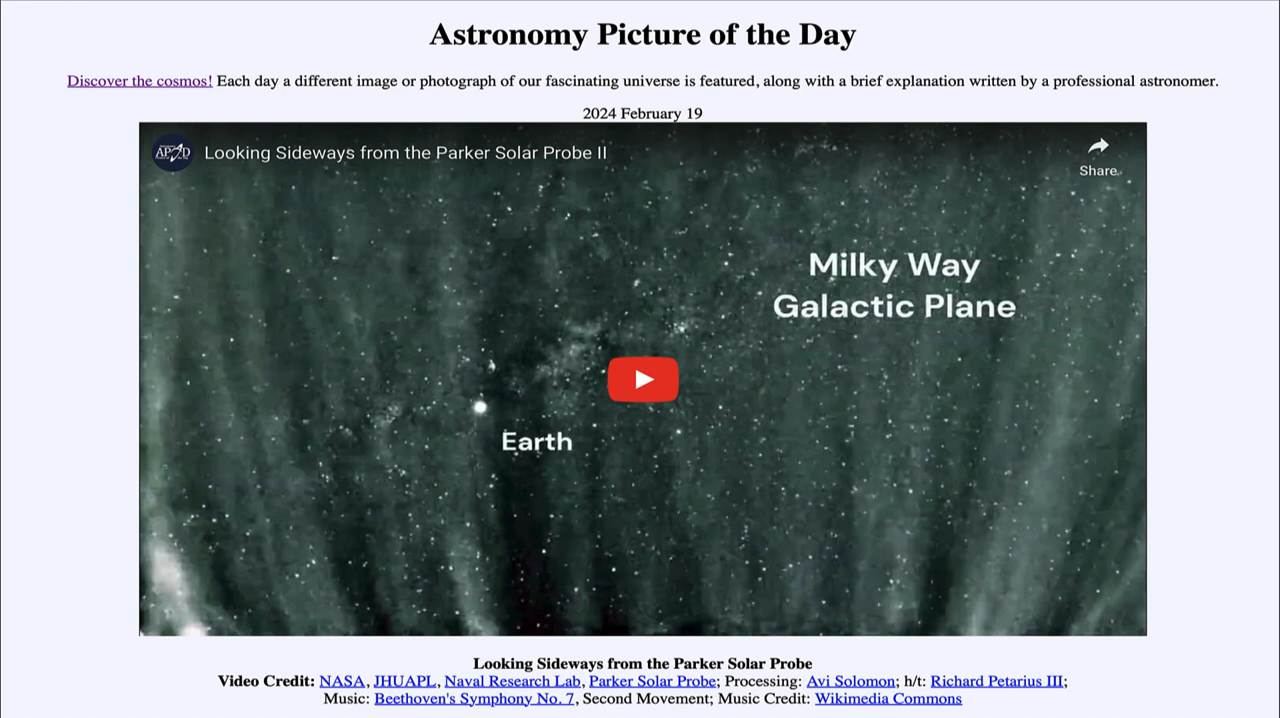 Astronomy Picture of the Day
Discover the cosmos! Each day a different image or photograph of our fascinating universe is featured, along with a brief explanation written by a professional astronomer.
2024 February 19
APOD
Looking Sideways from the Parker Solar Probe II
Share
Milky Way
Galactic Plane
Earth
Looking Sideways from the Parker Solar Probe
Video Credit: NASA, JHUAPL, Naval Research Lab, Parker Solar Probe; Processing: Avi Solomon; h/t: Richard Petarius III;
Music: Beethoven's Symphony No. 7, Second Movement; Music Credit: Wikimedia Commons